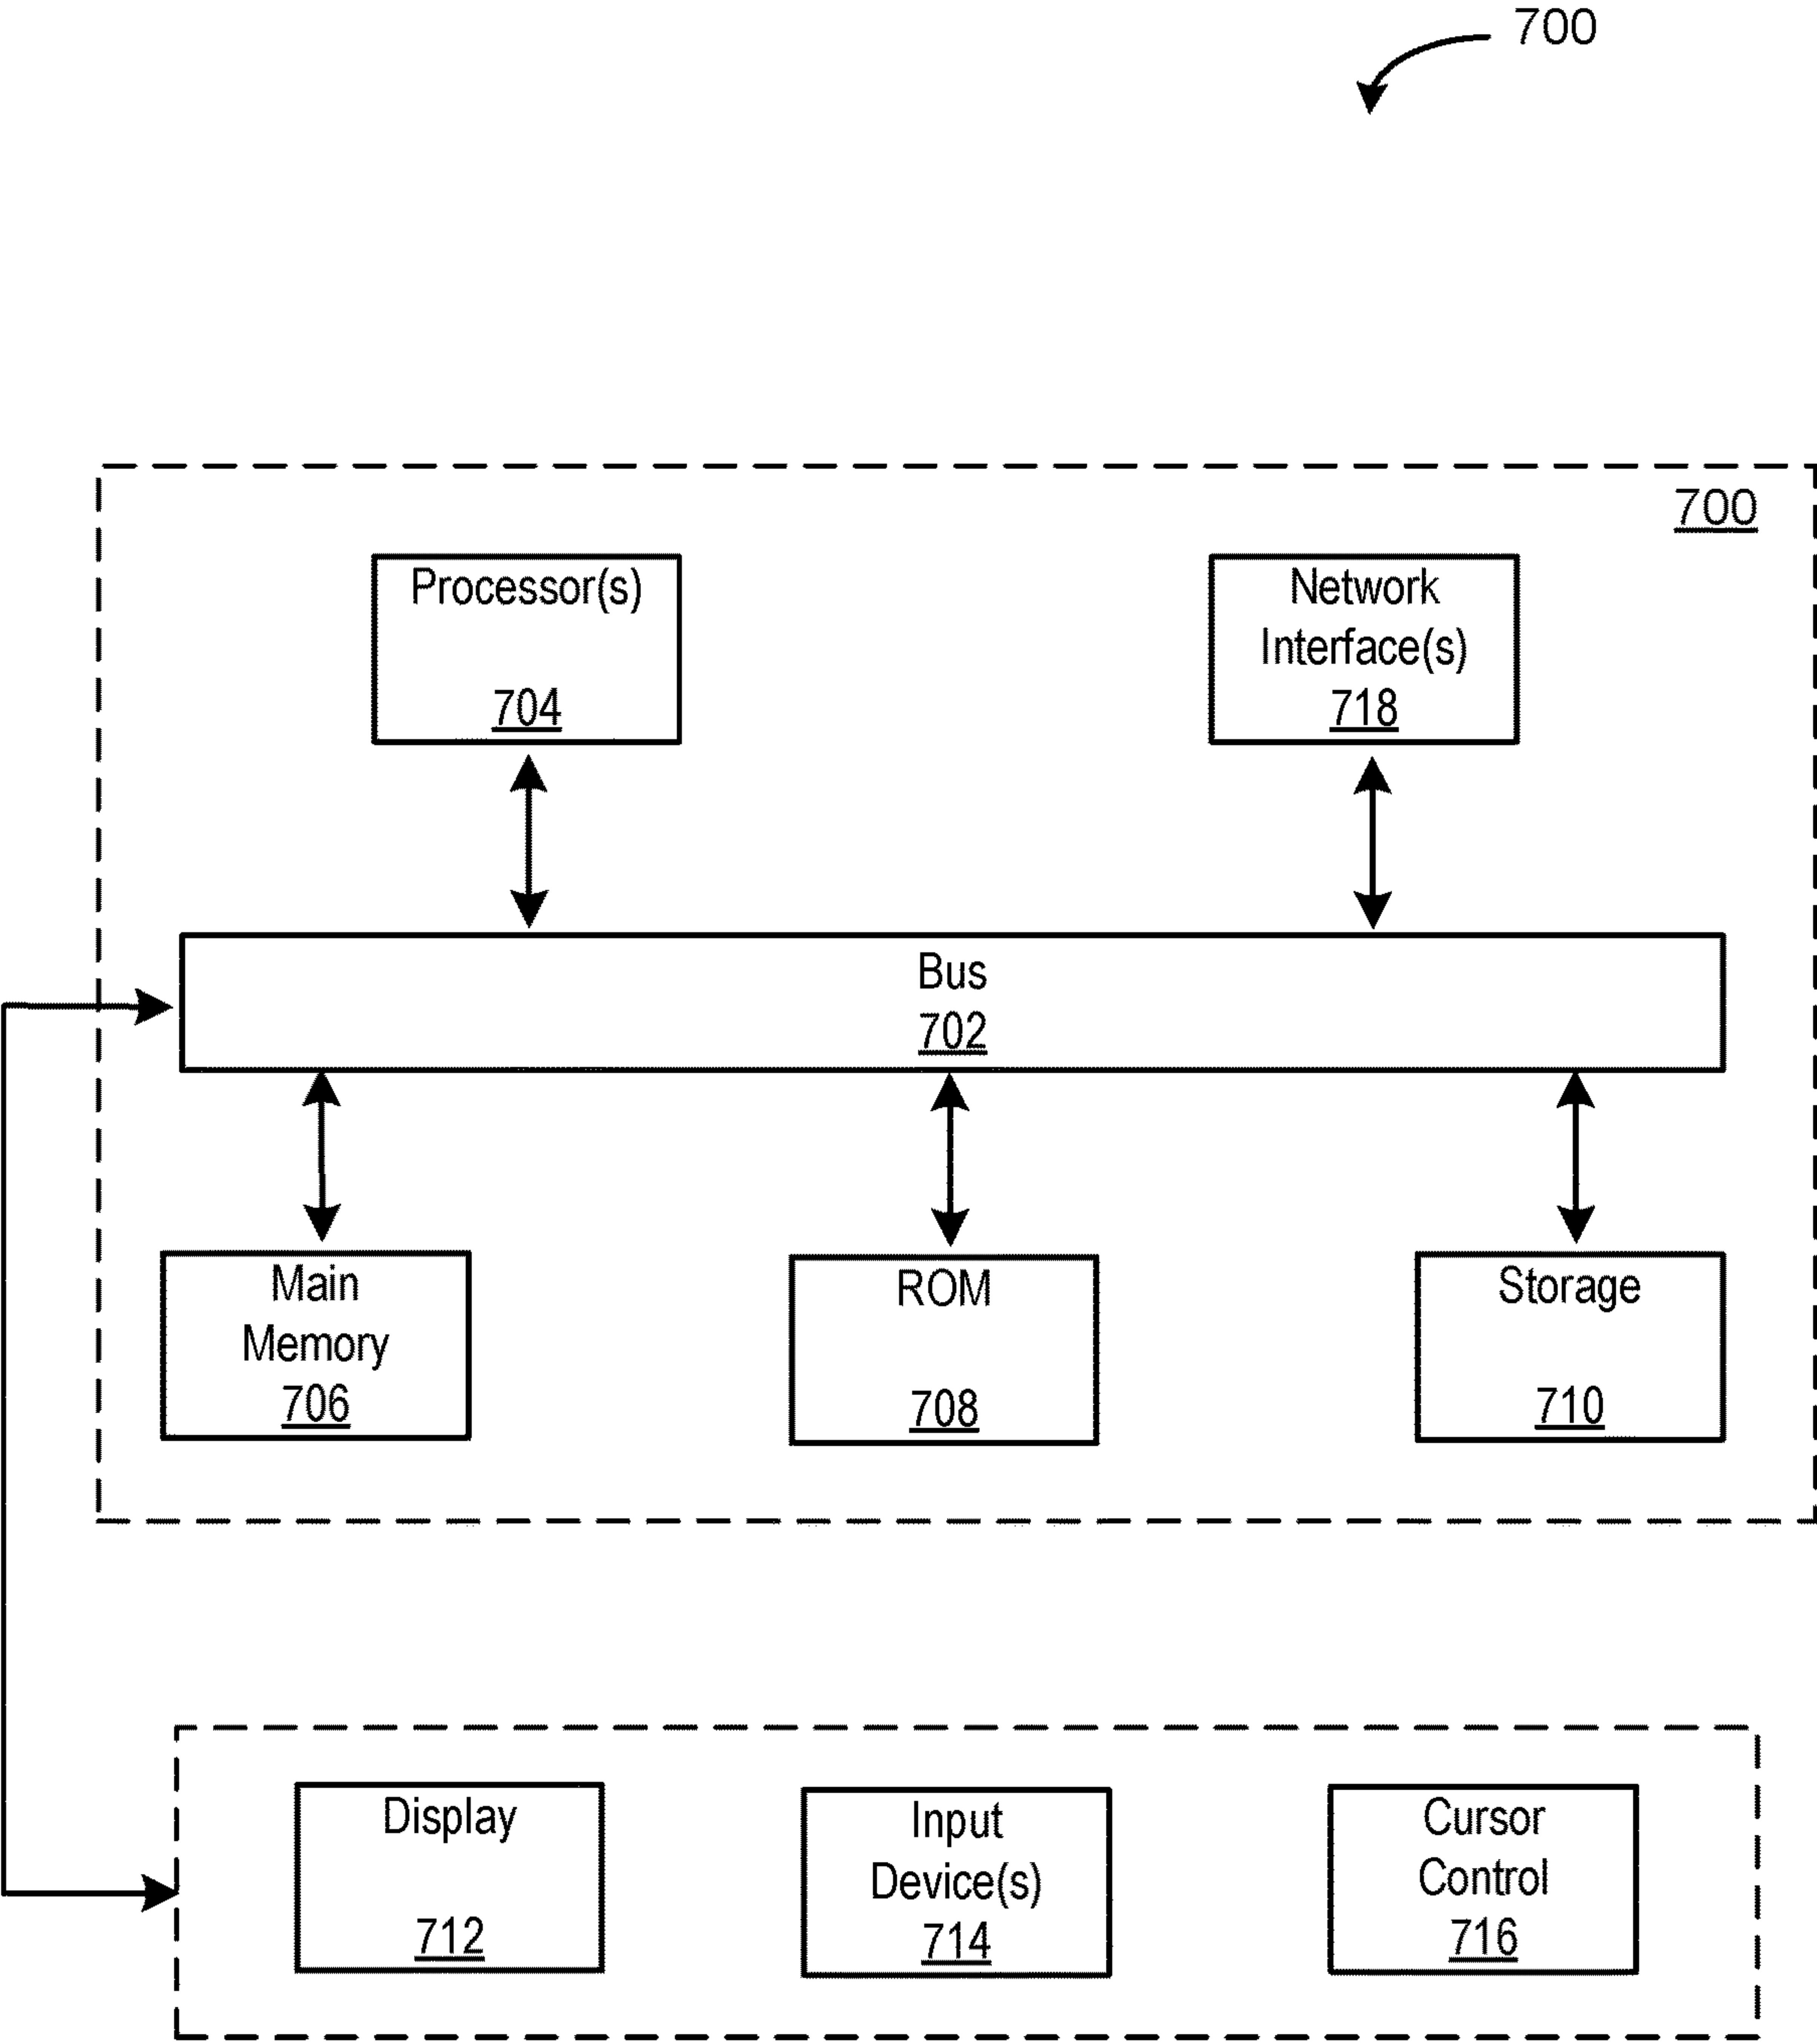 700
700
Processor(s)
704
Network
Interface(s)
718
Bus
702
Main
Memory
706
ROM
708
Storage
710
Display
712
Input
Device(s)
714
Cursor
Control
716